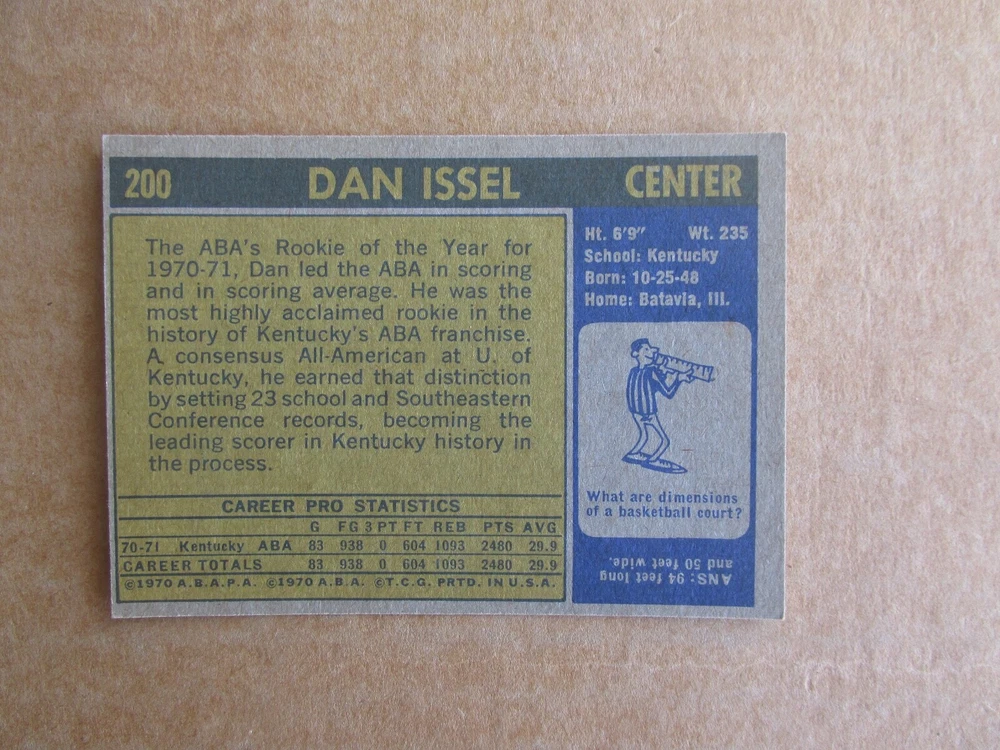 200 DAN ISSEL CENTER
The ABA's Rookie of the Year for
1970-71, Dan led the ABA in scoring
and in scoring average. He was the
most highly acclaimed rookie in the
history of Kentucky's ABA franchise.
A consensus All-American at U. of
Kentucky, he earned that distinction
by setting 23 school and Southeastern
Conference records, becoming the
leading scorer in Kentucky history in
the process.
CAREER PRO STATISTICS
G FG 3PT FT REB PTS AVG
70-71 Kentucky ABA 83 938 0 604 1093 2480 29.9
CAREER TOTALS 83 938 0 604 1093 2480 29.9
©1970 A.B.A.P.A. ©1970 A.B.A. ©T.C.G. PRTD. IN U.S.A.
Ht. 6'9" Wt. 235
School: Kentucky
Born: 10-25-48
Home: Batavia, Ill.
What are dimensions
of a basketball court?
ANS: 94 feet long
and 50 feet wide.